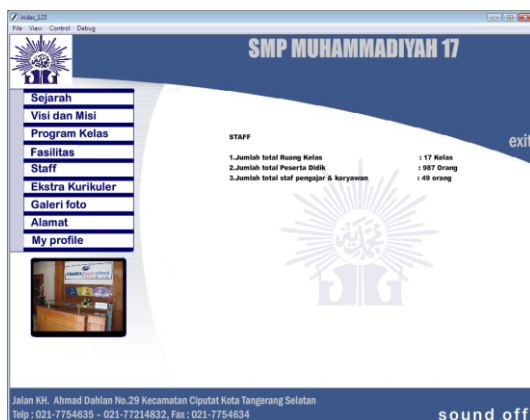 index_123
File View Control Debug
SMP MUHAMMADIYAH 17
Sejarah
Visi dan Misi
Program Kelas
Fasilitas
Staff
Ekstra Kurikuler
Galeri foto
Alamat
My profile
exit
STAFF
1.Jumlah total Ruang Kelas : 17 Kelas
2.Jumlah total Peserta Didik : 987 Orang
3.Jumlah total staf pengajar & karyawan : 49 orang
Jalan KH. Ahmad Dahlan No.29 Kecamatan Ciputat Kota Tangerang Selatan
Telp : 021-7754635 – 021-77214832, Fax : 021-7754634
sound off